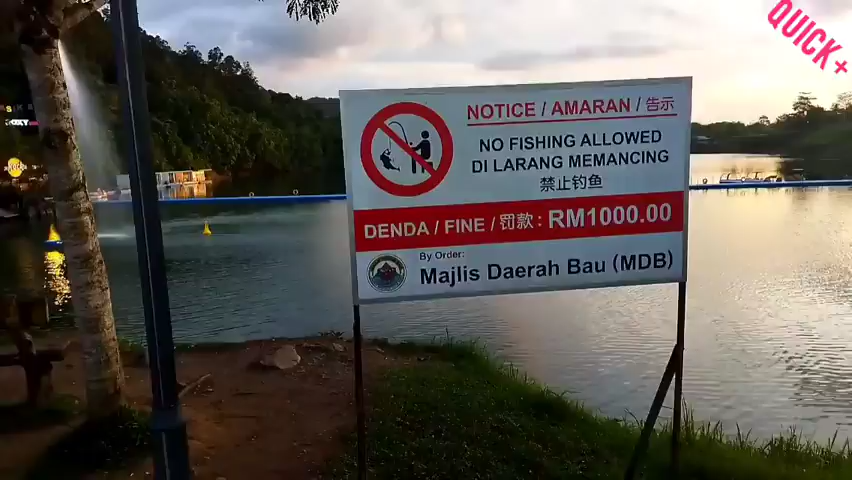 QUICK+
NOTICE / AMARAN / 告示
NO FISHING ALLOWED
DI LARANG MEMANCING
禁止钓鱼
DENDA / FINE / 罚款 : RM1000.00
By Order:
Majlis Daerah Bau (MDB)